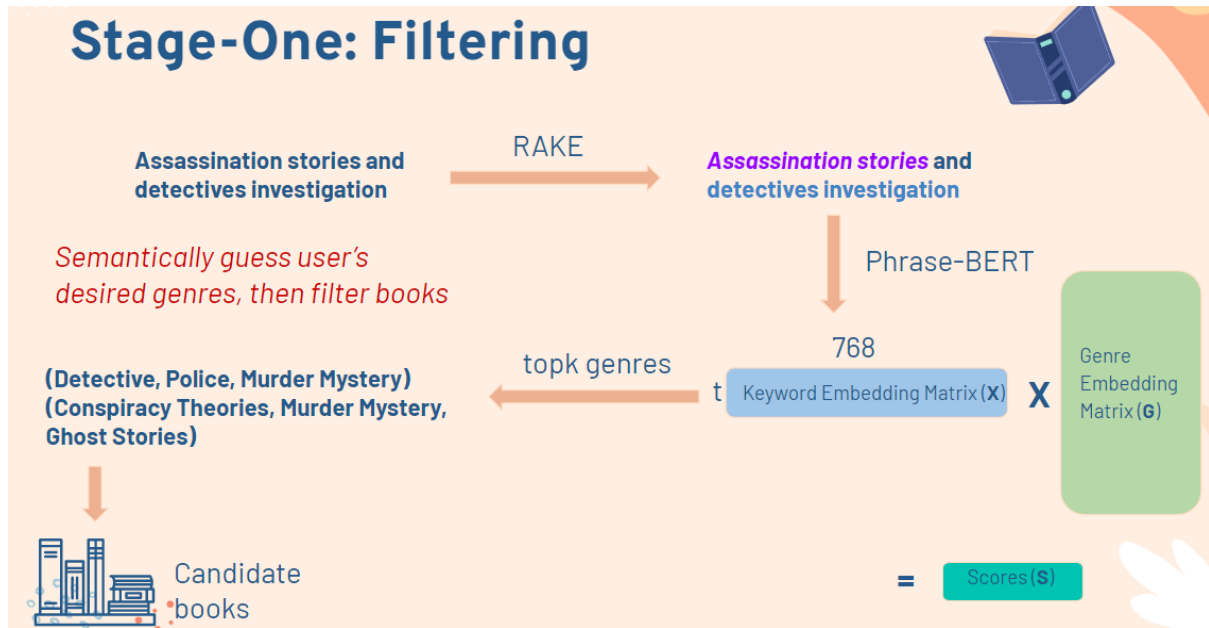 Stage-One: Filtering
Assassination stories and
detectives investigation
RAKE
Assassination stories and
detectives investigation
Semantically guess user's
desired genres, then filter books
Phrase-BERT
768
t
Keyword Embedding Matrix (X)
X
Genre
Embedding
Matrix (G)
topk genres
(Detective, Police, Murder Mystery)
(Conspiracy Theories, Murder Mystery,
Ghost Stories)
Candidate
books
=
Scores (S)